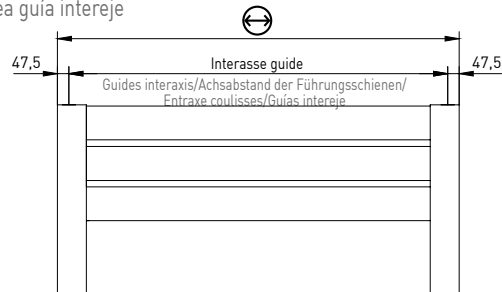 ea guía intereje
47,5
Interasse guide
47,5
Guides interaxis/Achsabstand der Führungsschienen/
Entraxe coulisses/Guías intereje